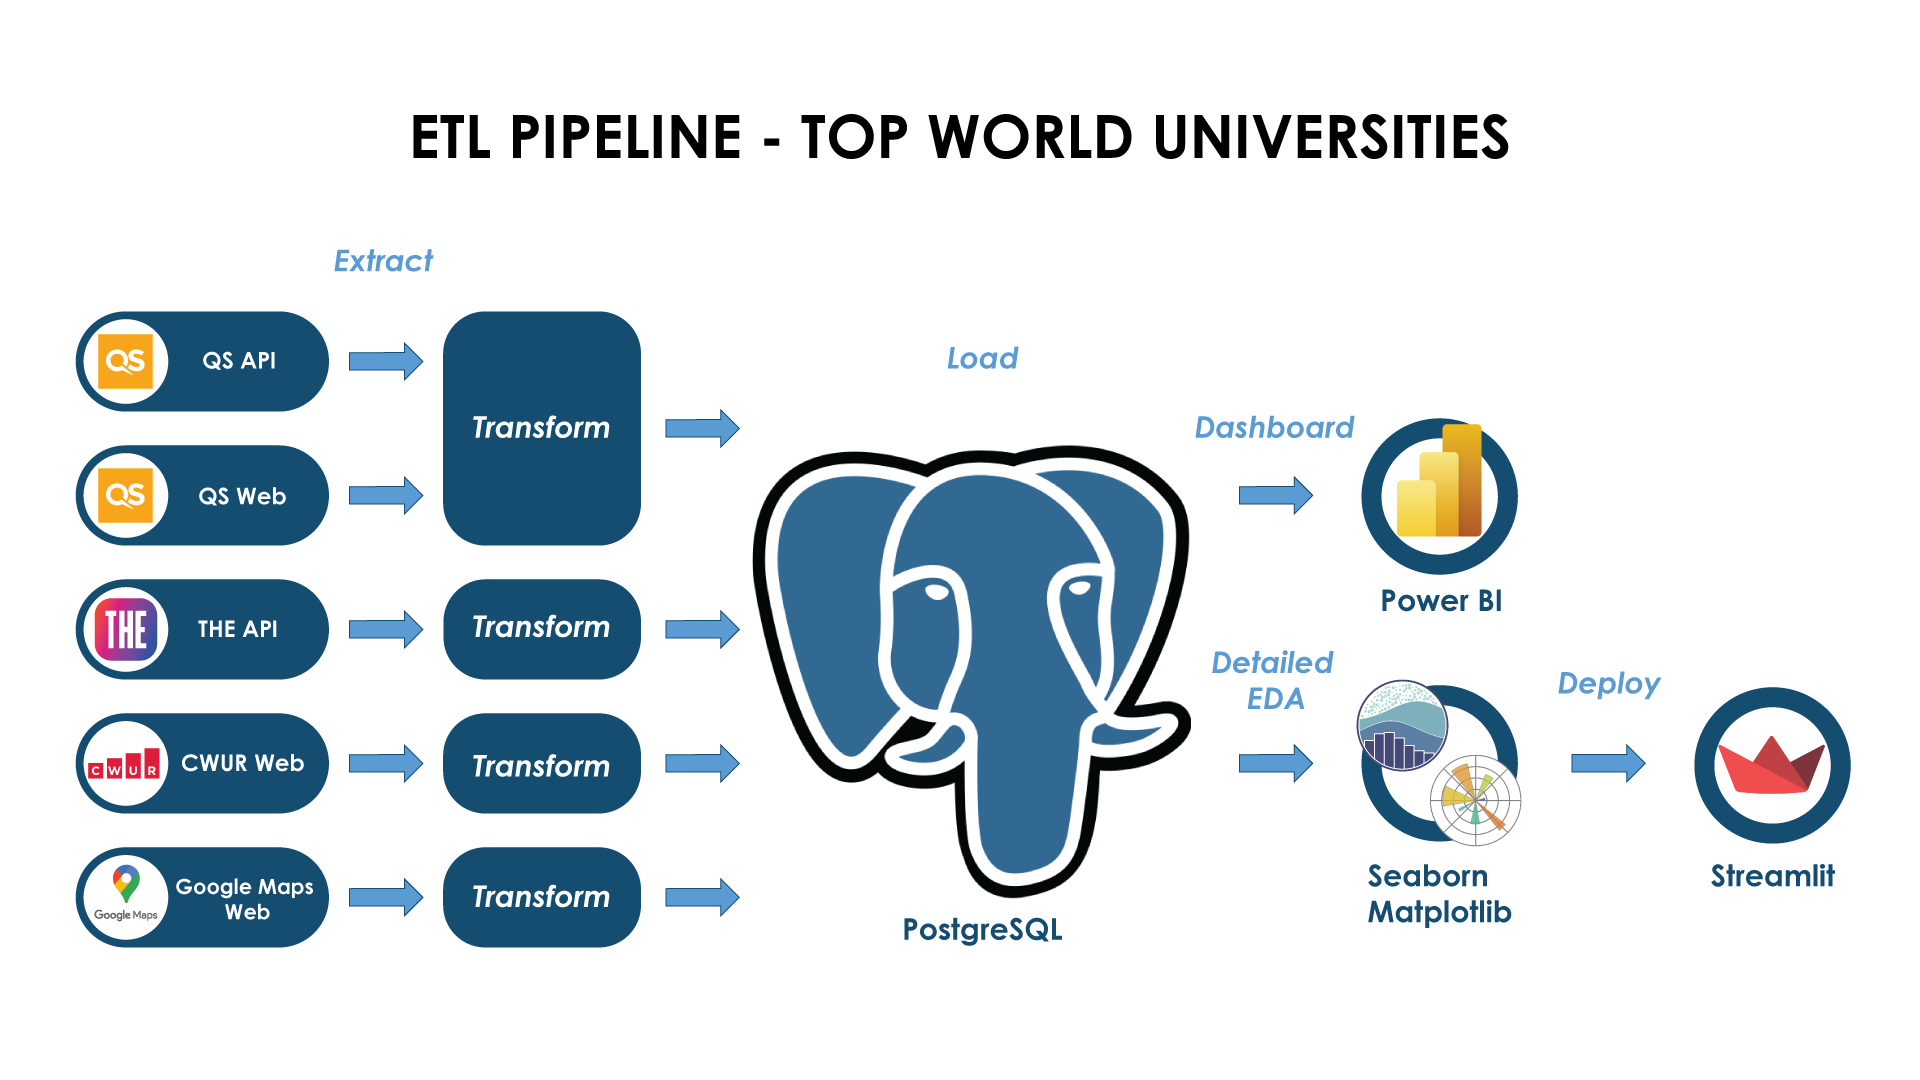 ETL PIPELINE - TOP WORLD UNIVERSITIES
Extract
QS
QS API
QS
QS Web
THE
THE API
CWUR
CWUR Web
Google Maps
Google Maps
Web
Transform
Transform
Transform
Transform
Load
PostgreSQL
Dashboard
Power BI
Detailed
EDA
Seaborn
Matplotlib
Deploy
Streamlit